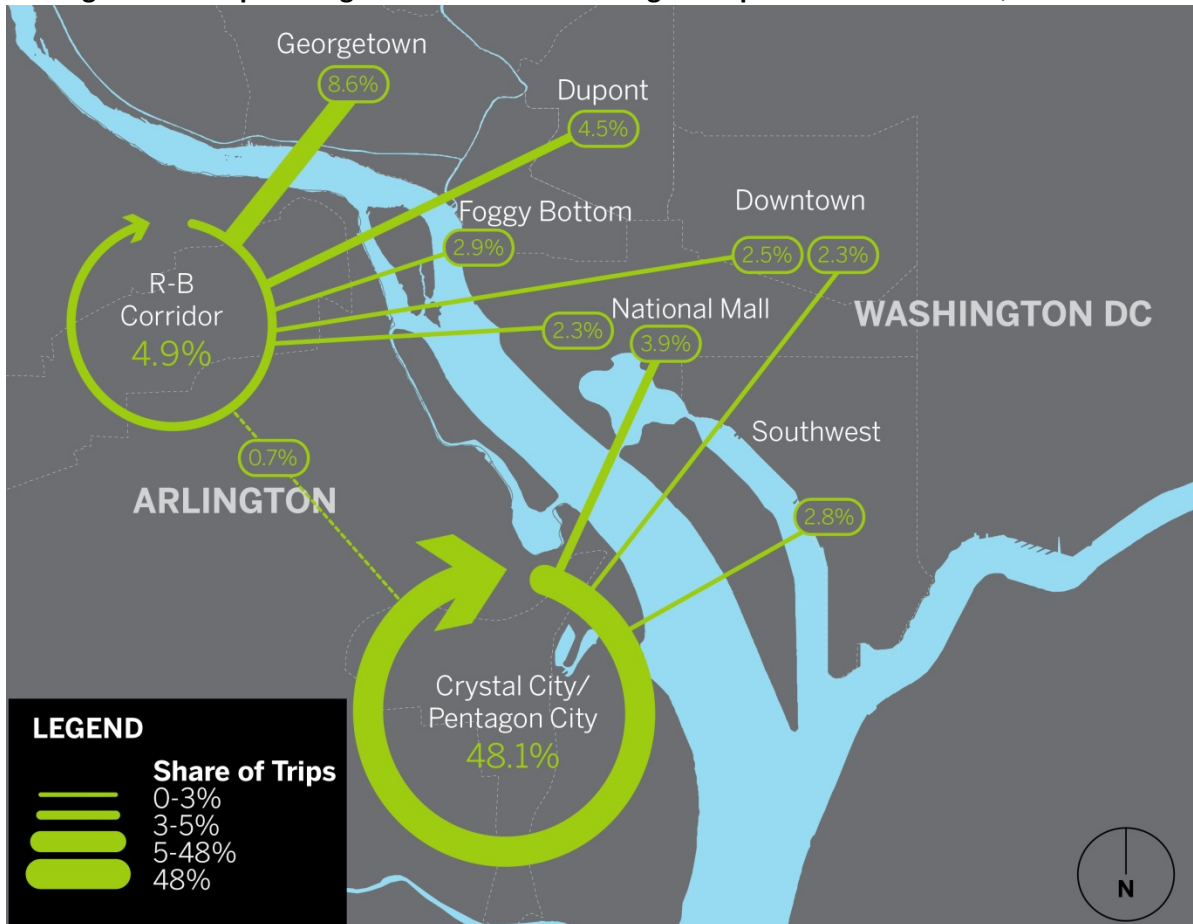 Georgetown
8.6%
Dupont
4.5%
Foggy Bottom
2.9%
Downtown
2.5%
2.3%
R-B
Corridor
4.9%
2.3%
National Mall
3.9%
WASHINGTON DC
Southwest
0.7%
ARLINGTON
2.8%
Crystal City/
Pentagon City
48.1%
LEGEND
Share of Trips
0-3%
3-5%
5-48%
48%
N